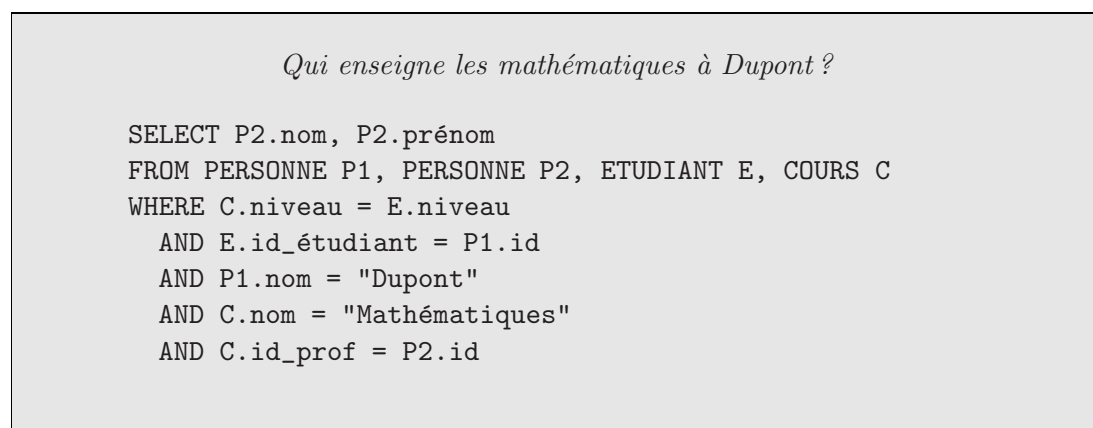 Qui enseigne les mathématiques à Dupont ?
SELECT P2.nom, P2.prénom
FROM PERSONNE P1, PERSONNE P2, ETUDIANT E, COURS C
WHERE C.niveau = E.niveau
AND E.id_étudiant = P1.id
AND P1.nom = "Dupont"
AND C.nom = "Mathématiques"
AND C.id_prof = P2.id